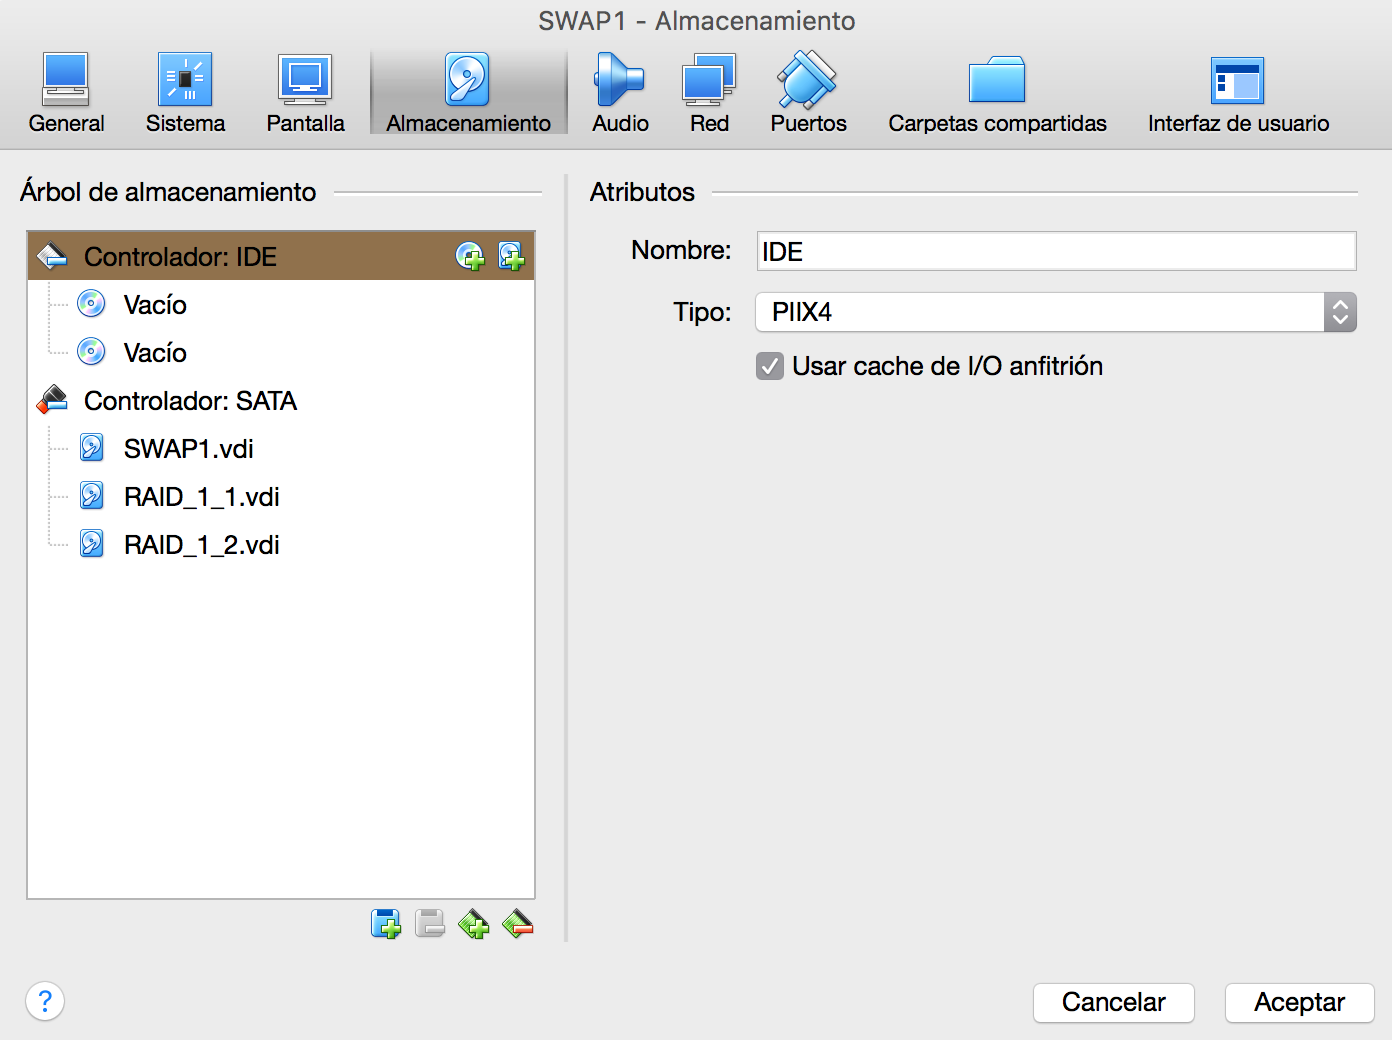 SWAP1 - Almacenamiento
General Sistema Pantalla Almacenamiento Audio Red Puertos Carpetas compartidas Interfaz de usuario
Árbol de almacenamiento
Controlador: IDE
Vacío
Vacío
Controlador: SATA
SWAP1.vdi
RAID_1_1.vdi
RAID_1_2.vdi
Atributos
Nombre: IDE
Tipo: PIIX4
Usar cache de I/O anfitrión
?
Cancelar Aceptar